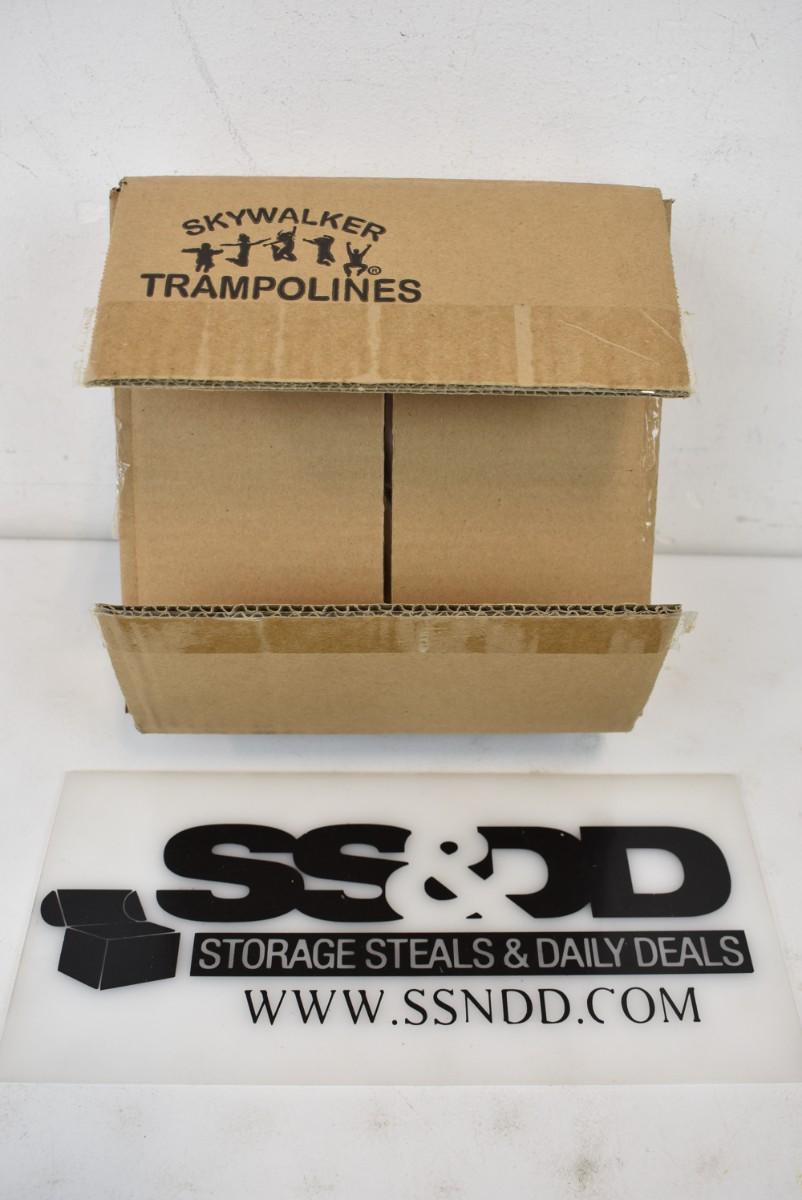 SKYWALKER
TRAMPOLINES®
SS&DD
STORAGE STEALS & DAILY DEALS
WWW.SSNDD.COM